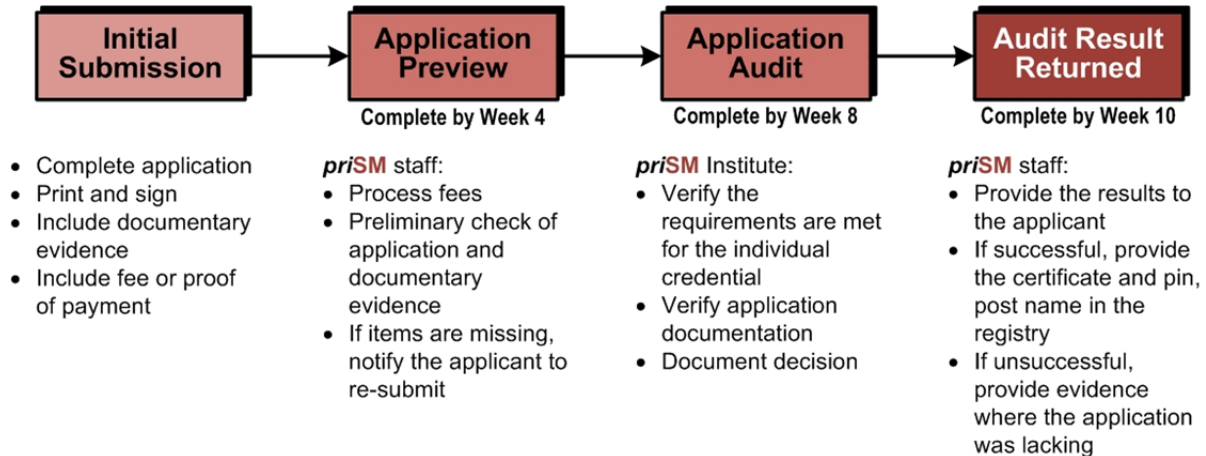 Initial
Submission
Application
Preview
Application
Audit
Audit Result
Returned
Complete by Week 4
Complete by Week 8
Complete by Week 10
• Complete application
• Print and sign
• Include documentary
evidence
• Include fee or proof
of payment
priSM staff:
• Process fees
• Preliminary check of
application and
documentary
evidence
• If items are missing,
notify the applicant to
re-submit
priSM Institute:
• Verify the
requirements are met
for the individual
credential
• Verify application
documentation
• Document decision
priSM staff:
• Provide the results to
the applicant
• If successful, provide
the certificate and pin,
post name in the
registry
• If unsuccessful,
provide evidence
where the application
was lacking